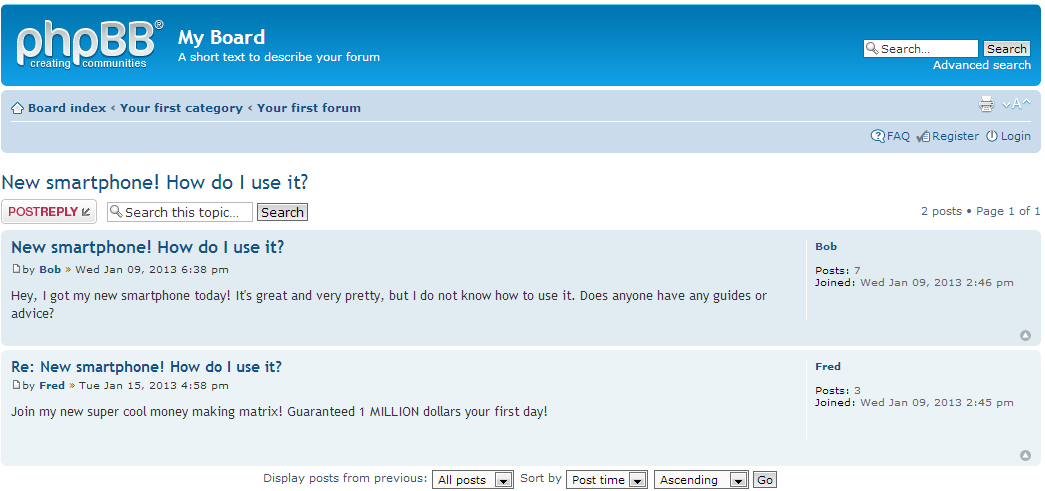 phpBB®
creating communities
My Board
A short text to describe your forum
Search... Search
Advanced search
Board index ‹ Your first category ‹ Your first forum
A
FAQ Register Login
New smartphone! How do I use it?
POSTREPLY Search this topic... Search 2 posts • Page 1 of 1
New smartphone! How do I use it?
by Bob » Wed Jan 09, 2013 6:38 pm
Hey, I got my new smartphone today! It's great and very pretty, but I do not know how to use it. Does anyone have any guides or
advice?
Bob
Posts: 7
Joined: Wed Jan 09, 2013 2:46 pm
Re: New smartphone! How do I use it?
by Fred » Tue Jan 15, 2013 4:58 pm
Join my new super cool money making matrix! Guaranteed 1 MILLION dollars your first day!
Fred
Posts: 3
Joined: Wed Jan 09, 2013 2:45 pm
Display posts from previous: All posts Sort by Post time Ascending Go